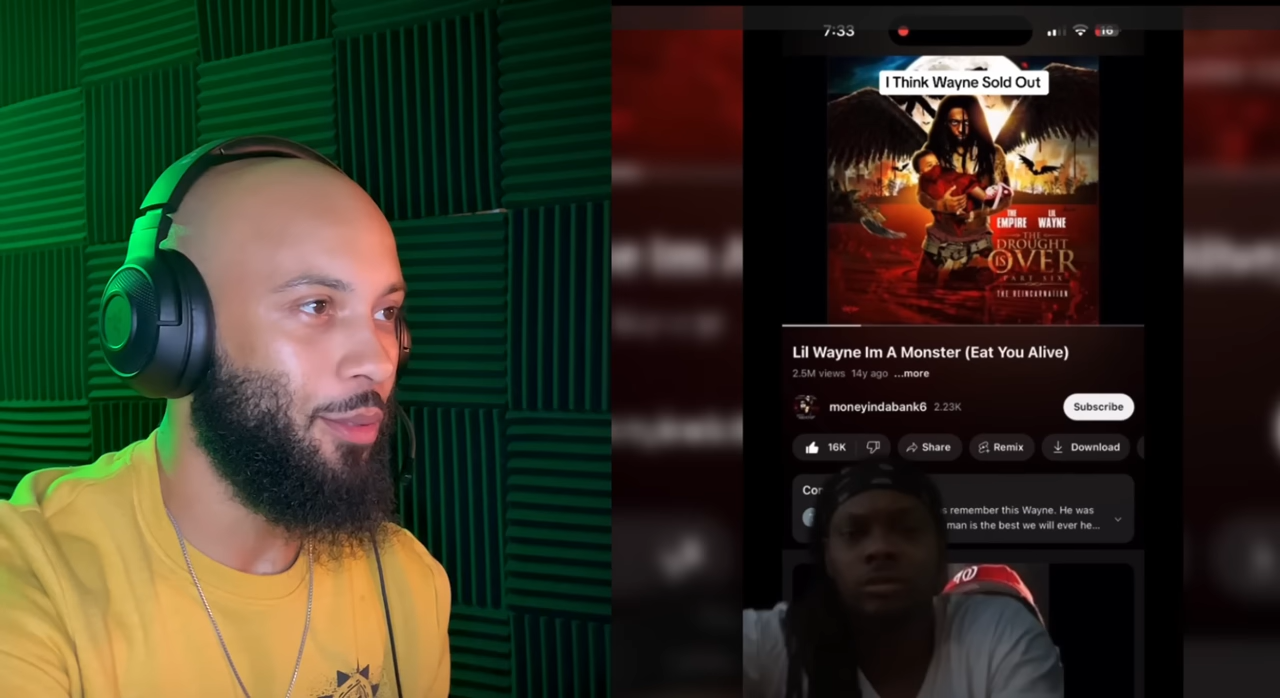 7:33
16
I Think Wayne Sold Out
THE EMPIRE
LIL WAYNE
THE
DROUGHT
IS OVER
THE REINCARNATION
Lil Wayne Im A Monster (Eat You Alive)
2.5M views 14y ago ...more
moneyindabank6 2.23K
Subscribe
16K
Share
Remix
Download
s remember this Wayne. He was
man is the best we will ever he...